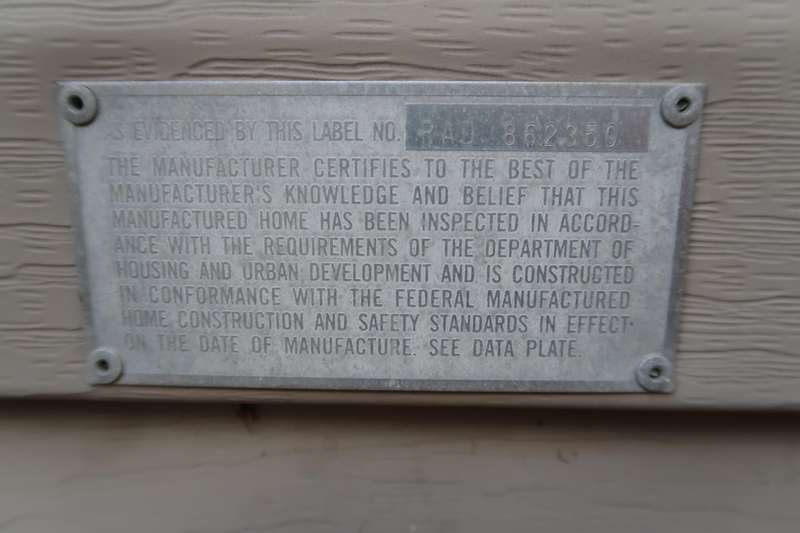 AS EVIDENCED BY THIS LABEL NO. RAD 862350
THE MANUFACTURER CERTIFIES TO THE BEST OF THE
MANUFACTURER'S KNOWLEDGE AND BELIEF THAT THIS
MANUFACTURED HOME HAS BEEN INSPECTED IN ACCORD-
ANCE WITH THE REQUIREMENTS OF THE DEPARTMENT OF
HOUSING AND URBAN DEVELOPMENT AND IS CONSTRUCTED
IN CONFORMANCE WITH THE FEDERAL MANUFACTURED
HOME CONSTRUCTION AND SAFETY STANDARDS IN EFFECT
ON THE DATE OF MANUFACTURE. SEE DATA PLATE.